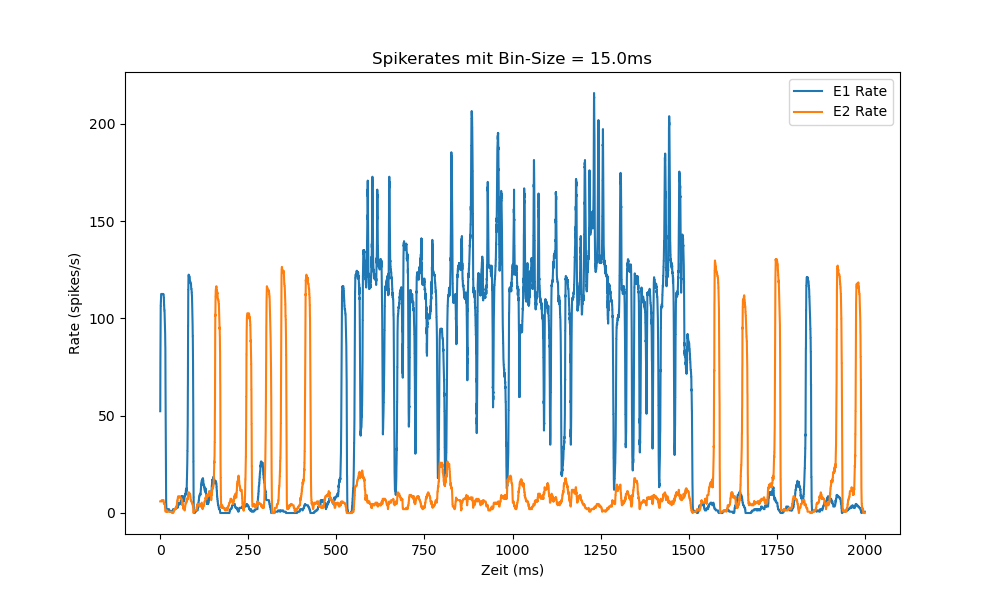 Spikerates mit Bin-Size = 15.0ms
E1 Rate
E2 Rate
Rate (spikes/s)
200
150
100
50
0
0 250 500 750 1000 1250 1500 1750 2000
Zeit (ms)